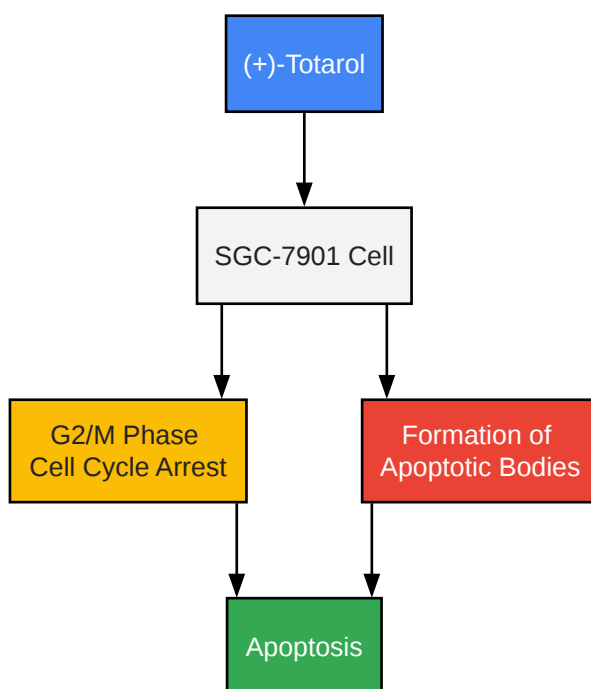 (+)-Totarol
SGC-7901 Cell
G2/M Phase
Cell Cycle Arrest
Formation of
Apoptotic Bodies
Apoptosis